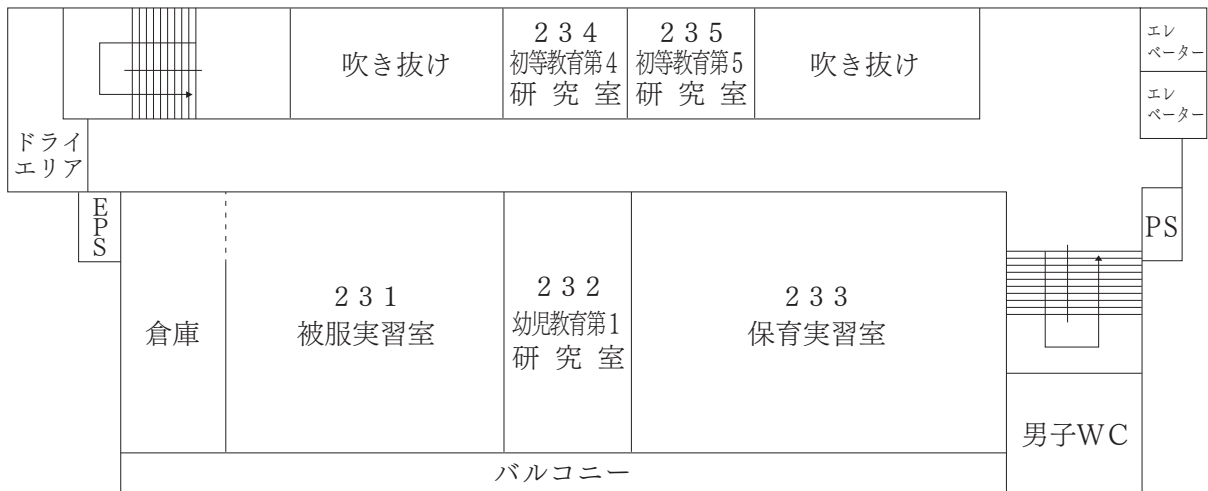 吹き抜け
２３４
初等教育第４
研究室
２３５
初等教育第５
研究室
吹き抜け
エレ
ベーター
エレ
ベーター
ドライ
エリア
EPS
倉庫
２３１
被服実習室
２３２
幼児教育第１
研究室
２３３
保育実習室
PS
男子WC
バルコニー